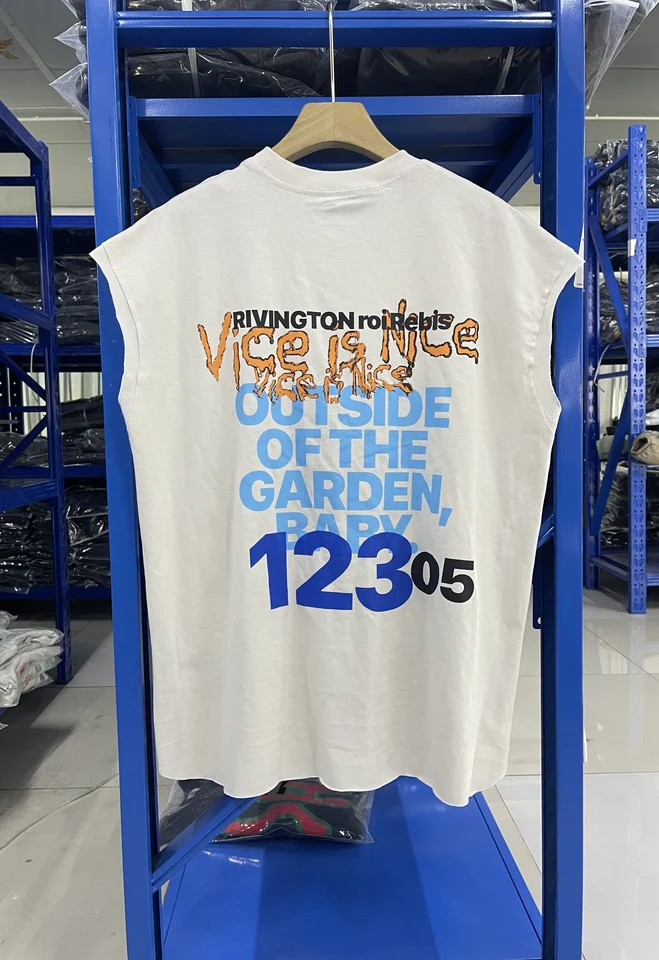 RIVINGTON roi Rebis
Vice is Nice
Vice is Nice
OUTSIDE
OF THE
GARDEN,
BABY.
12305